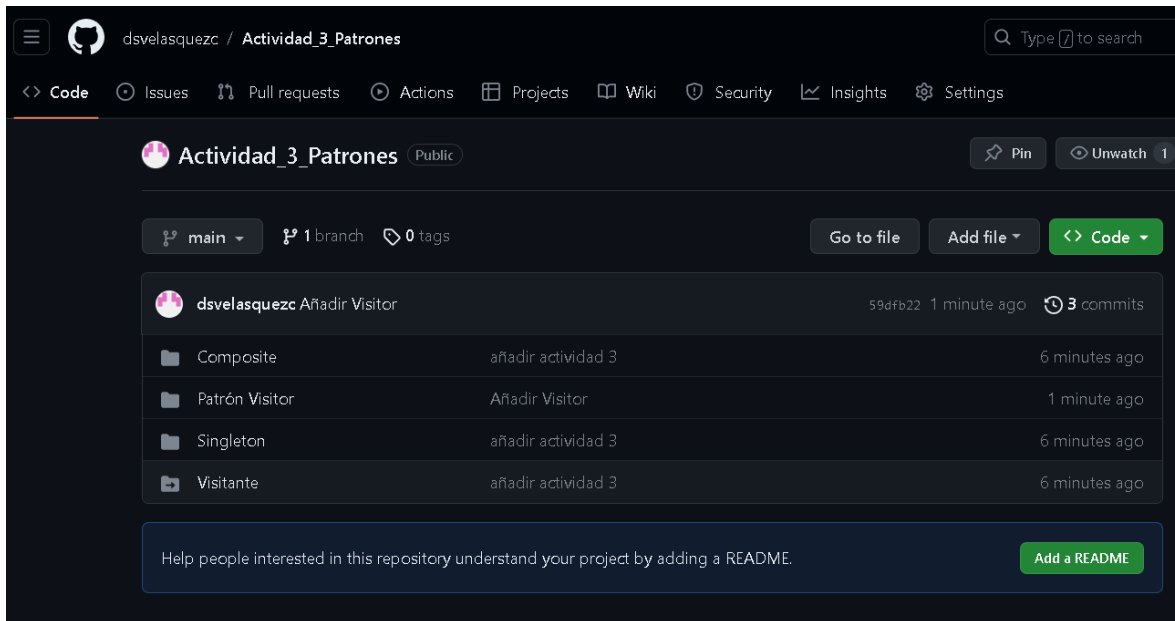 dsvelasquezc / Actividad_3_Patrones
Type / to search
Code Issues Pull requests Actions Projects Wiki Security Insights Settings
Actividad_3_Patrones Public
Pin Unwatch 1
main 1 branch 0 tags Go to file Add file Code
dsvelasquezc Añadir Visitor 59dfb22 1 minute ago 3 commits
Composite añadir actividad 3 6 minutes ago
Patrón Visitor Añadir Visitor 1 minute ago
Singleton añadir actividad 3 6 minutes ago
Visitante añadir actividad 3 6 minutes ago
Help people interested in this repository understand your project by adding a README. Add a README